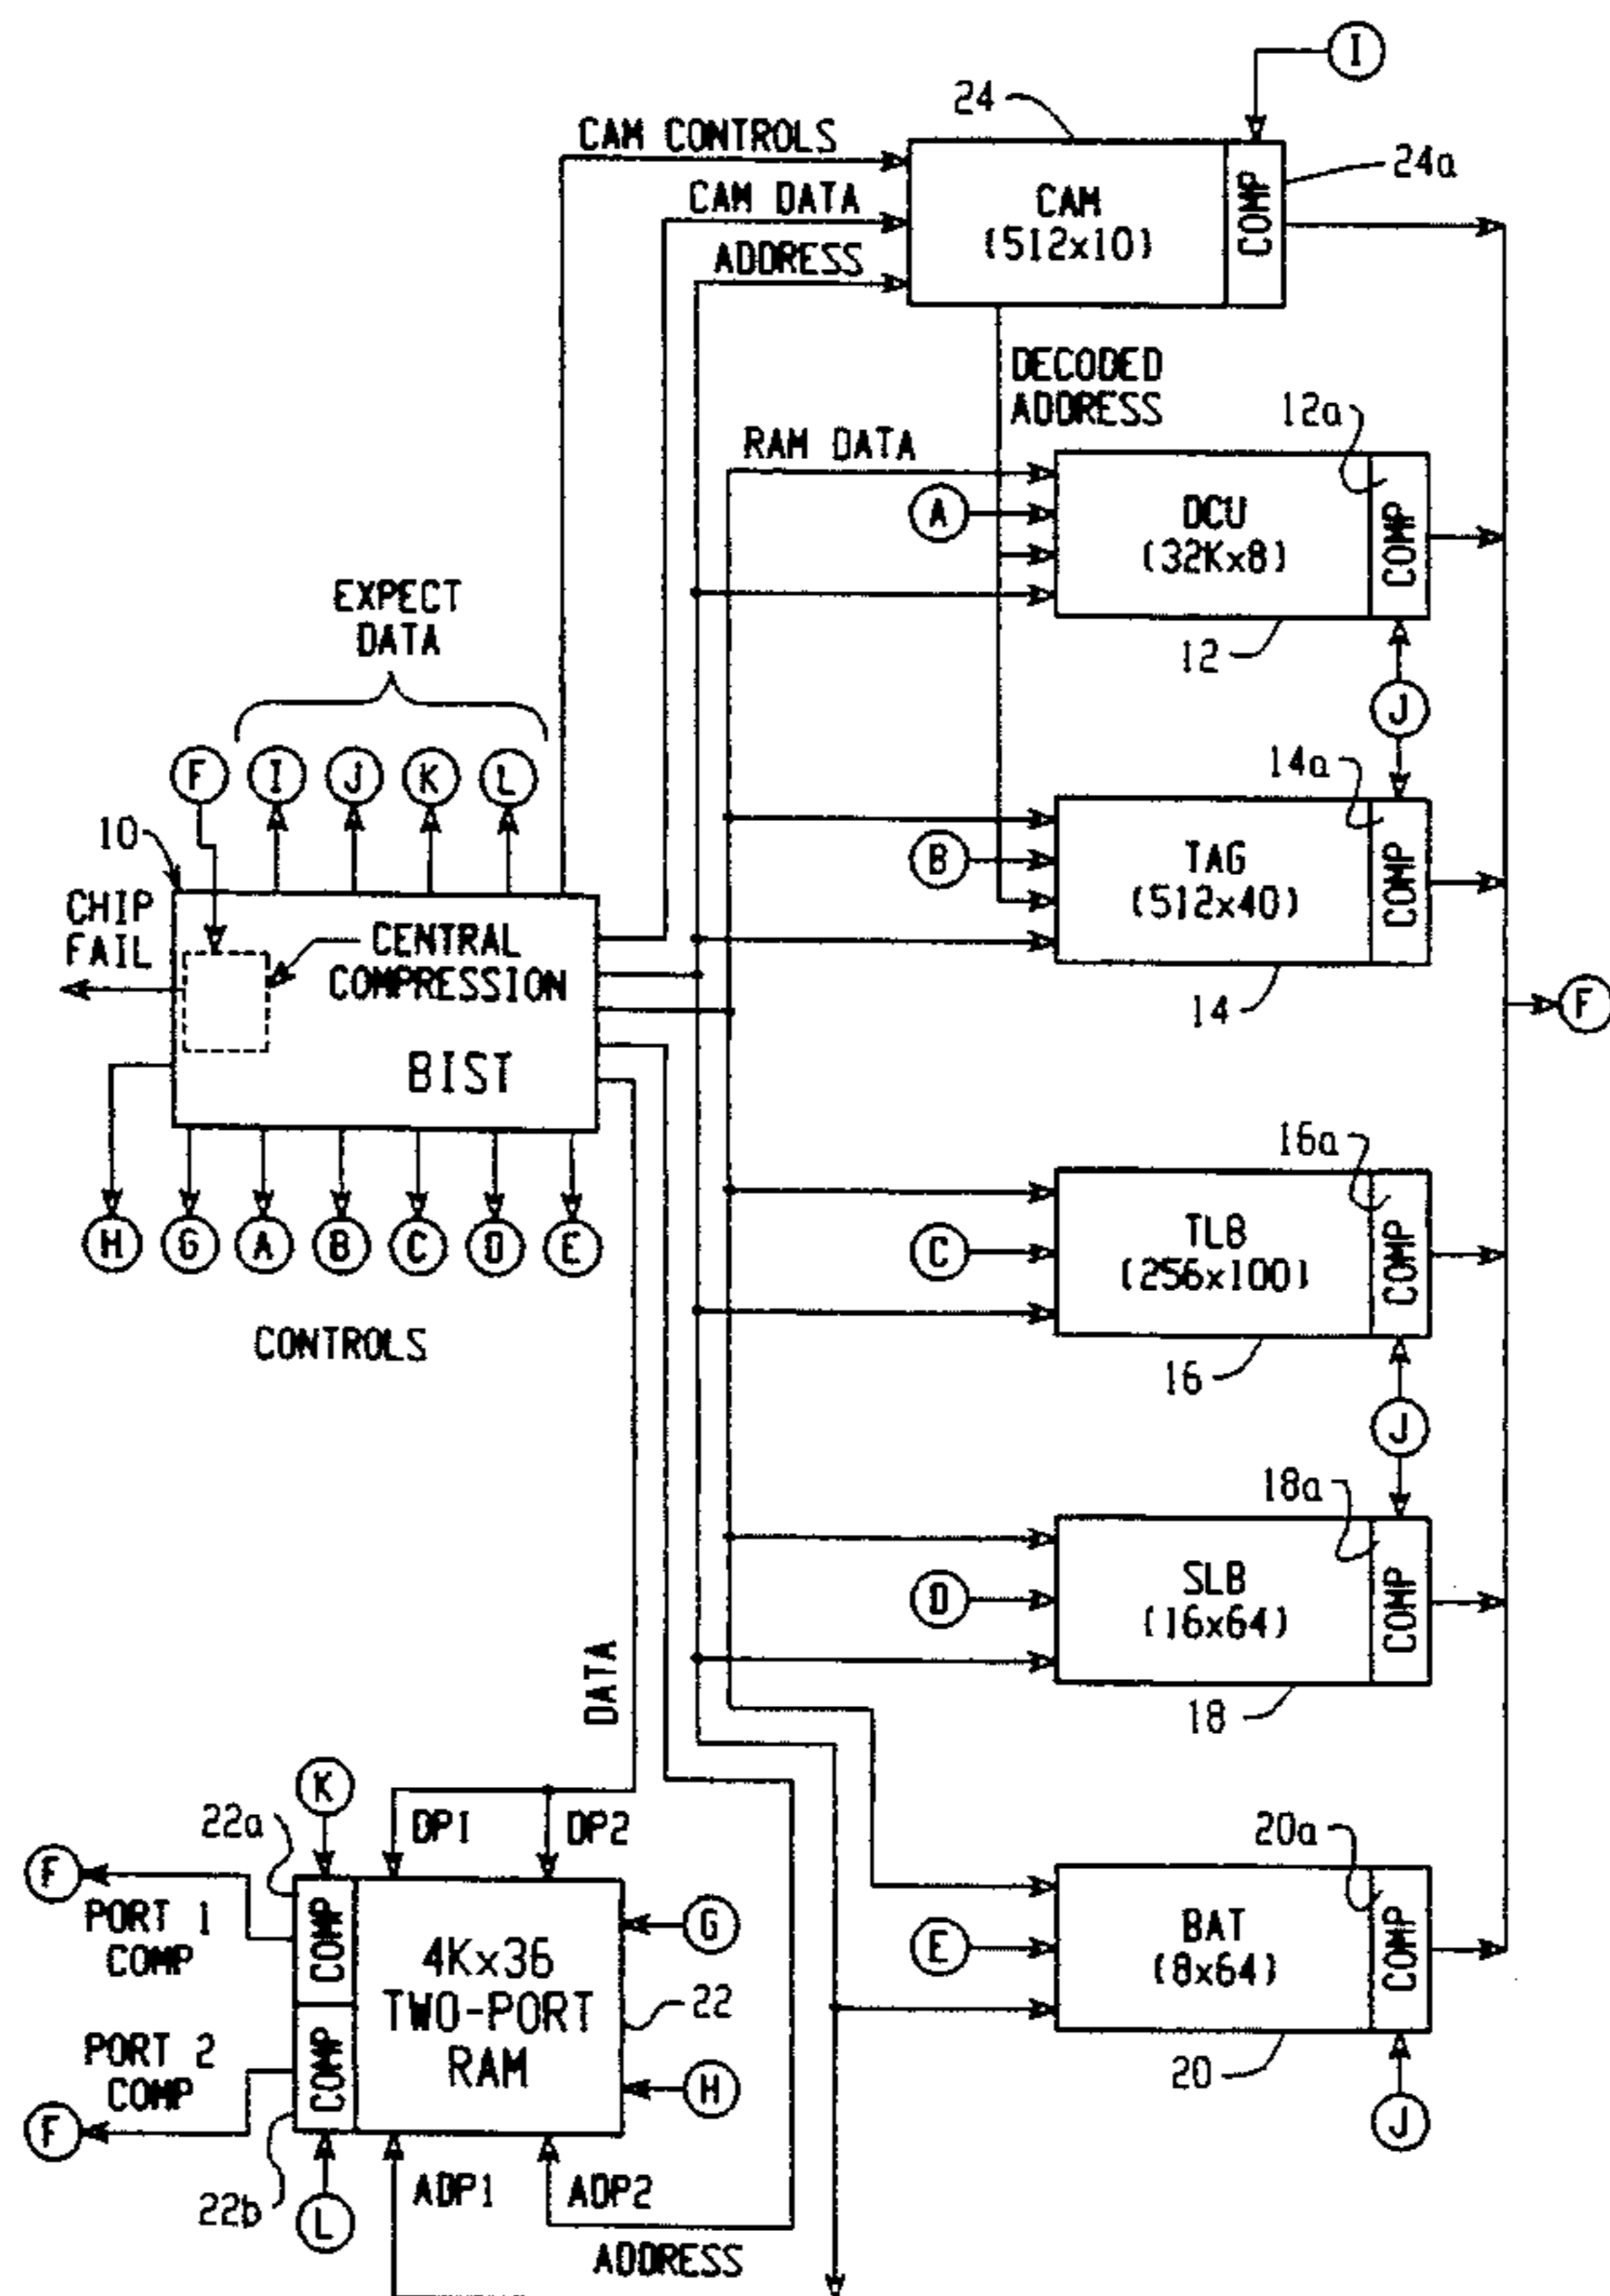 I
24
CAM CONTROLS
24a
CAM
(512x10)
COMP
CAM DATA
ADDRESS
DECODED
ADDRESS
12a
RAM DATA
A
DCU
(32Kx8)
COMP
EXPECT
DATA
12
J
F
I
J
K
L
14a
10
B
TAG
(512x40)
COMP
CHIP
FAIL
CENTRAL
COMPRESSION
14
F
BIST
16a
H
G
A
B
C
D
E
C
TLB
(256x100)
COMP
CONTROLS
16
J
18a
D
SLB
(16x64)
COMP
DATA
18
K
22a
DP1
DP2
20a
F
PORT 1
COMP
COMP
4Kx36
TWO-PORT
RAM
G
E
BAT
(8x64)
COMP
22
PORT 2
COMP
COMP
H
20
F
J
ADP1
ADP2
22b
L
ADDRESS